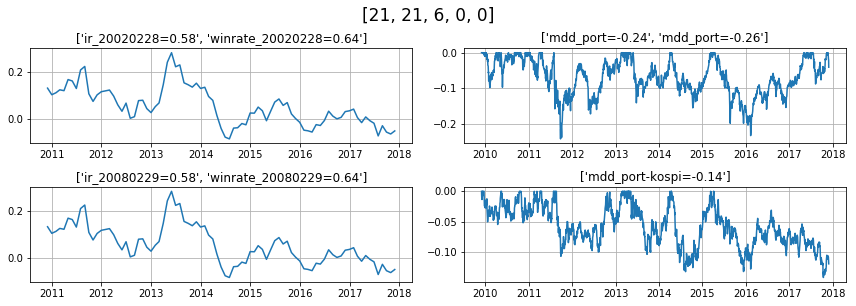 [21, 21, 6, 0, 0]
['ir_20020228=0.58', 'winrate_20020228=0.64']
0.2
0.0
2011 2012 2013 2014 2015 2016 2017 2018
['mdd_port=-0.24', 'mdd_port=-0.26']
0.0
−0.1
−0.2
2010 2011 2012 2013 2014 2015 2016 2017 2018
['ir_20080229=0.58', 'winrate_20080229=0.64']
0.2
0.0
2011 2012 2013 2014 2015 2016 2017 2018
['mdd_port-kospi=-0.14']
0.00
−0.05
−0.10
2010 2011 2012 2013 2014 2015 2016 2017 2018